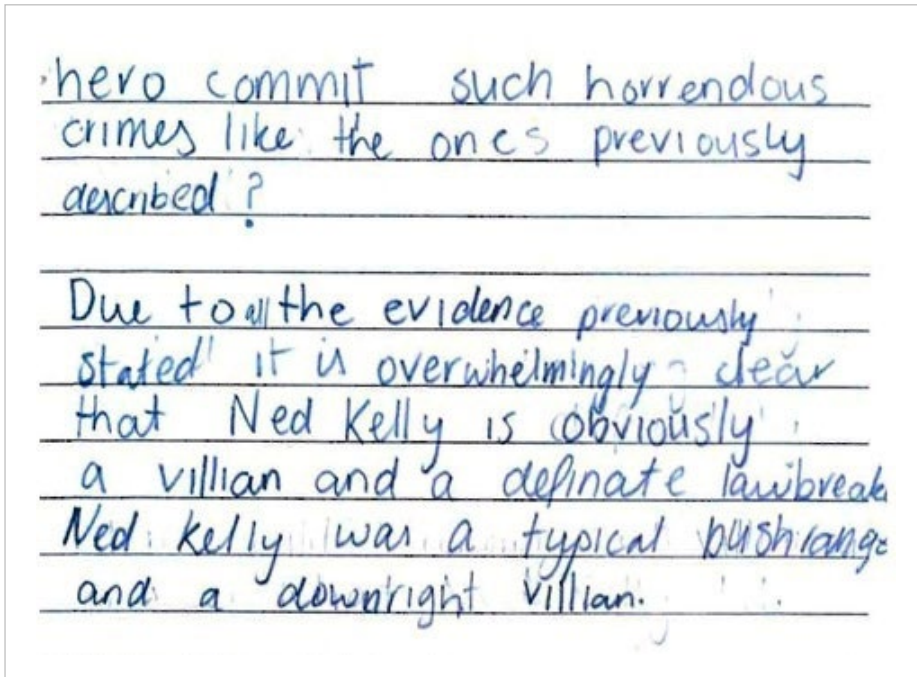 hero commit such horrendous
crimes like the ones previously
described?
Due to all the evidence previously
stated it is overwhelmingly clear
that Ned Kelly is obviously
a villian and a definate lawbreake
Ned Kelly was a typical bushrange
and a downright villian.